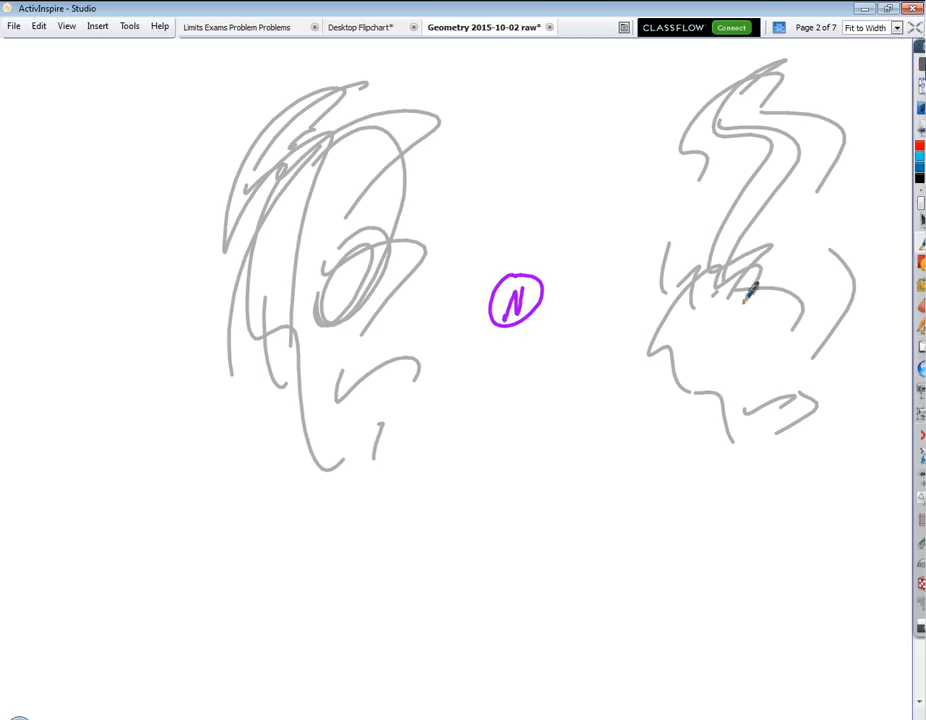 ActivInspire - Studio
File Edit View Insert Tools Help Limits Exams Problem Problems Desktop Flipchart* Geometry 2015-10-02 raw* CLASSFLOW Connect Page 2 of 7 Fit to Width
N